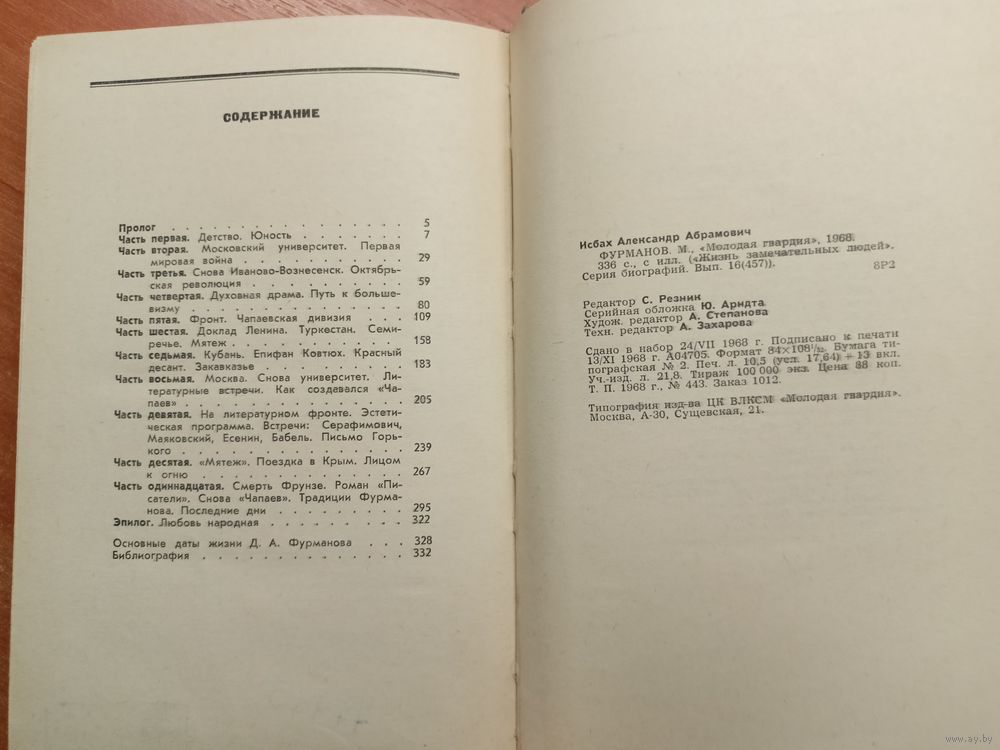 СОДЕРЖАНИЕ
Пролог . . . . . . . . . . . . . . 5
Часть первая. Детство. Юность . . . . . . . 7
Часть вторая. Московский университет. Первая
мировая война . . . . . . . . . . . . 29
Часть третья. Снова Иваново-Вознесенск. Октябрь-
ская революция . . . . . . . . . . . 59
Часть четвертая. Духовная драма. Путь к больше-
визму . . . . . . . . . . . . . . 80
Часть пятая. Фронт. Чапаевская дивизия . . . 109
Часть шестая. Доклад Ленина. Туркестан. Семи-
речье. Мятеж . . . . . . . . . . . . 158
Часть седьмая. Кубань. Епифан Ковтюх. Красный
десант. Закавказье . . . . . . . . . . 183
Часть восьмая. Москва. Снова университет. Ли-
тературные встречи. Как создевался «Ча-
паев» . . . . . . . . . . . . . . 205
Часть девятая. На литературном фронте. Эстети-
ческая программа. Встречи: Серафимович,
Маяковский, Есенин, Бабель. Письмо Горь-
кого . . . . . . . . . . . . . . 239
Часть десятая. «Мятеж». Поездка в Крым. Лицом
к огню . . . . . . . . . . . . . . 267
Часть одиннадцатая. Смерть Фрунзе. Роман «Пи-
сатели». Снова «Чапаев». Традиции Фурма-
нова. Последние дни . . . . . . . . . 295
Эпилог. Любовь народная . . . . . . . . . 322
Основные даты жизни Д. А. Фурманова . . . 328
Библиография . . . . . . . . . . . . . 332
Исбах Александр Абрамович
ФУРМАНОВ. М., «Молодая гвардия», 1968.
336 с., с илл. («Жизнь замечательных людей».
Серия биографий. Вып. 16(457)).
8Р2
Редактор С. Резник
Серийная обложка Ю. Арндта
Худож. редактор А. Степанова
Техн. редактор А. Захарова
Сдано в набор 24/VII 1968 г. Подписано к печати
13/XI 1968 г. А04705. Формат 84×108¹/₃₂. Бумага ти-
пографская № 2. Печ. л. 10,5 (усл. 17,64) + 13 вкл.
Уч.-изд. л. 21,8. Тираж 100 000 экз. Цена 88 коп.
Т. П. 1968 г., № 443. Заказ 1012.
Типография изд-ва ЦК ВЛКСМ «Молодая гвардия».
Москва, А-30, Сущевская, 21.
www.ay.by